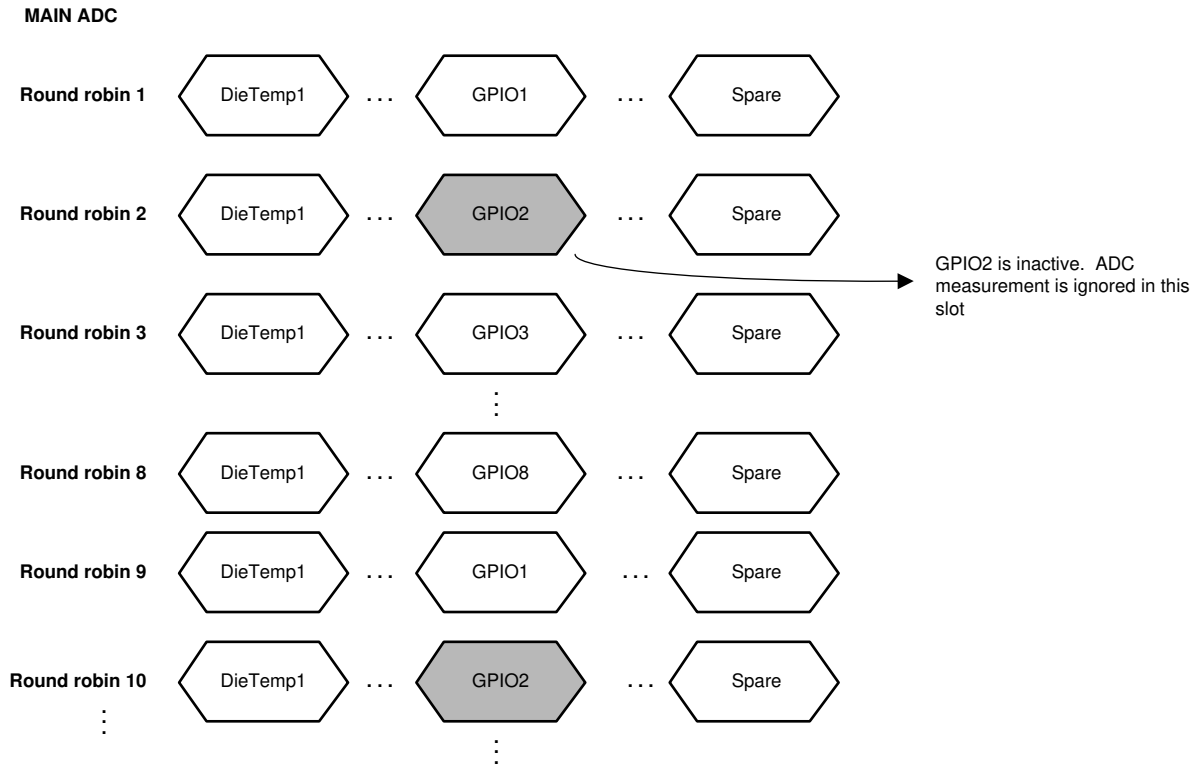 MAIN ADC
Round robin 1 DieTemp1 ... GPIO1 ... Spare
Round robin 2 DieTemp1 ... GPIO2 ... Spare
GPIO2 is inactive. ADC
measurement is ignored in this
slot
Round robin 3 DieTemp1 ... GPIO3 ... Spare
Round robin 8 DieTemp1 ... GPIO8 ... Spare
Round robin 9 DieTemp1 ... GPIO1 ... Spare
Round robin 10 DieTemp1 ... GPIO2 ... Spare